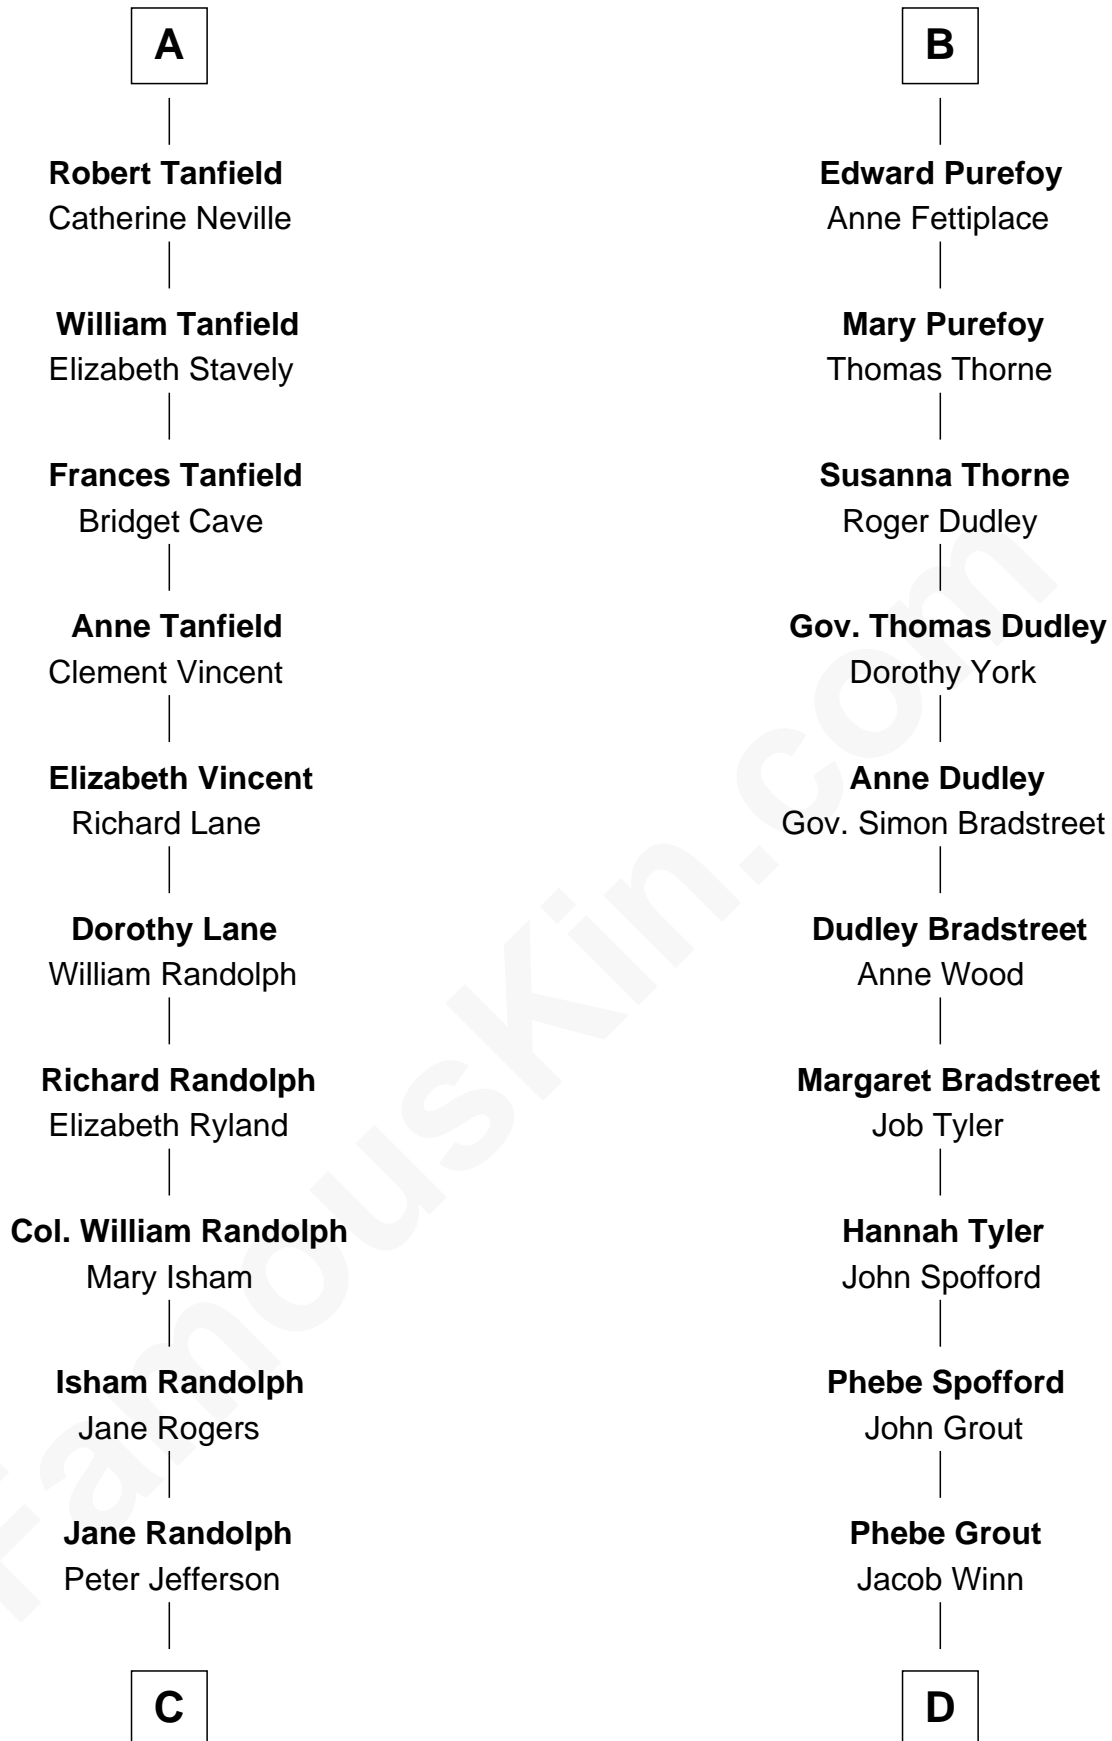 A
Robert Tanfield
Catherine Neville
William Tanfield
Elizabeth Stavely
Frances Tanfield
Bridget Cave
Anne Tanfield
Clement Vincent
Elizabeth Vincent
Richard Lane
Dorothy Lane
William Randolph
Richard Randolph
Elizabeth Ryland
Col. William Randolph
Mary Isham
Isham Randolph
Jane Rogers
Jane Randolph
Peter Jefferson
C
B
Edward Purefoy
Anne Fettiplace
Mary Purefoy
Thomas Thorne
Susanna Thorne
Roger Dudley
Gov. Thomas Dudley
Dorothy York
Anne Dudley
Gov. Simon Bradstreet
Dudley Bradstreet
Anne Wood
Margaret Bradstreet
Job Tyler
Hannah Tyler
John Spofford
Phebe Spofford
John Grout
Phebe Grout
Jacob Winn
D
FamousKin.com